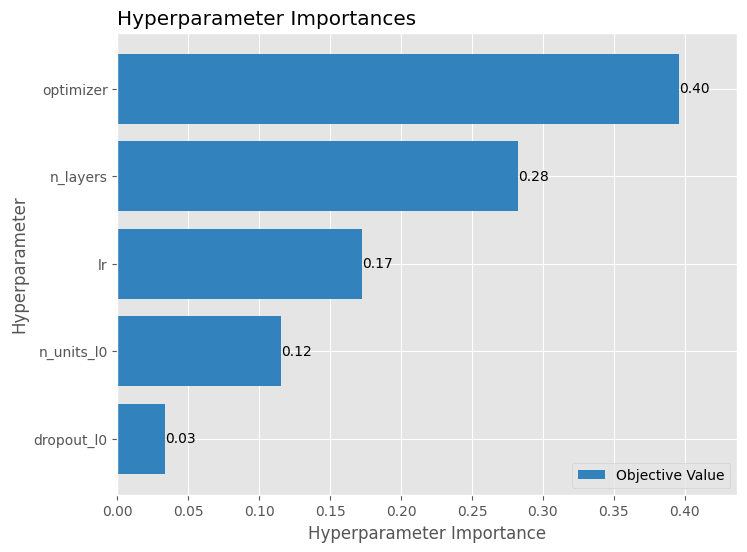 Hyperparameter Importances
Hyperparameter
optimizer
0.40
n_layers
0.28
lr
0.17
n_units_l0
0.12
dropout_l0
0.03
Objective Value
0.00 0.05 0.10 0.15 0.20 0.25 0.30 0.35 0.40
Hyperparameter Importance